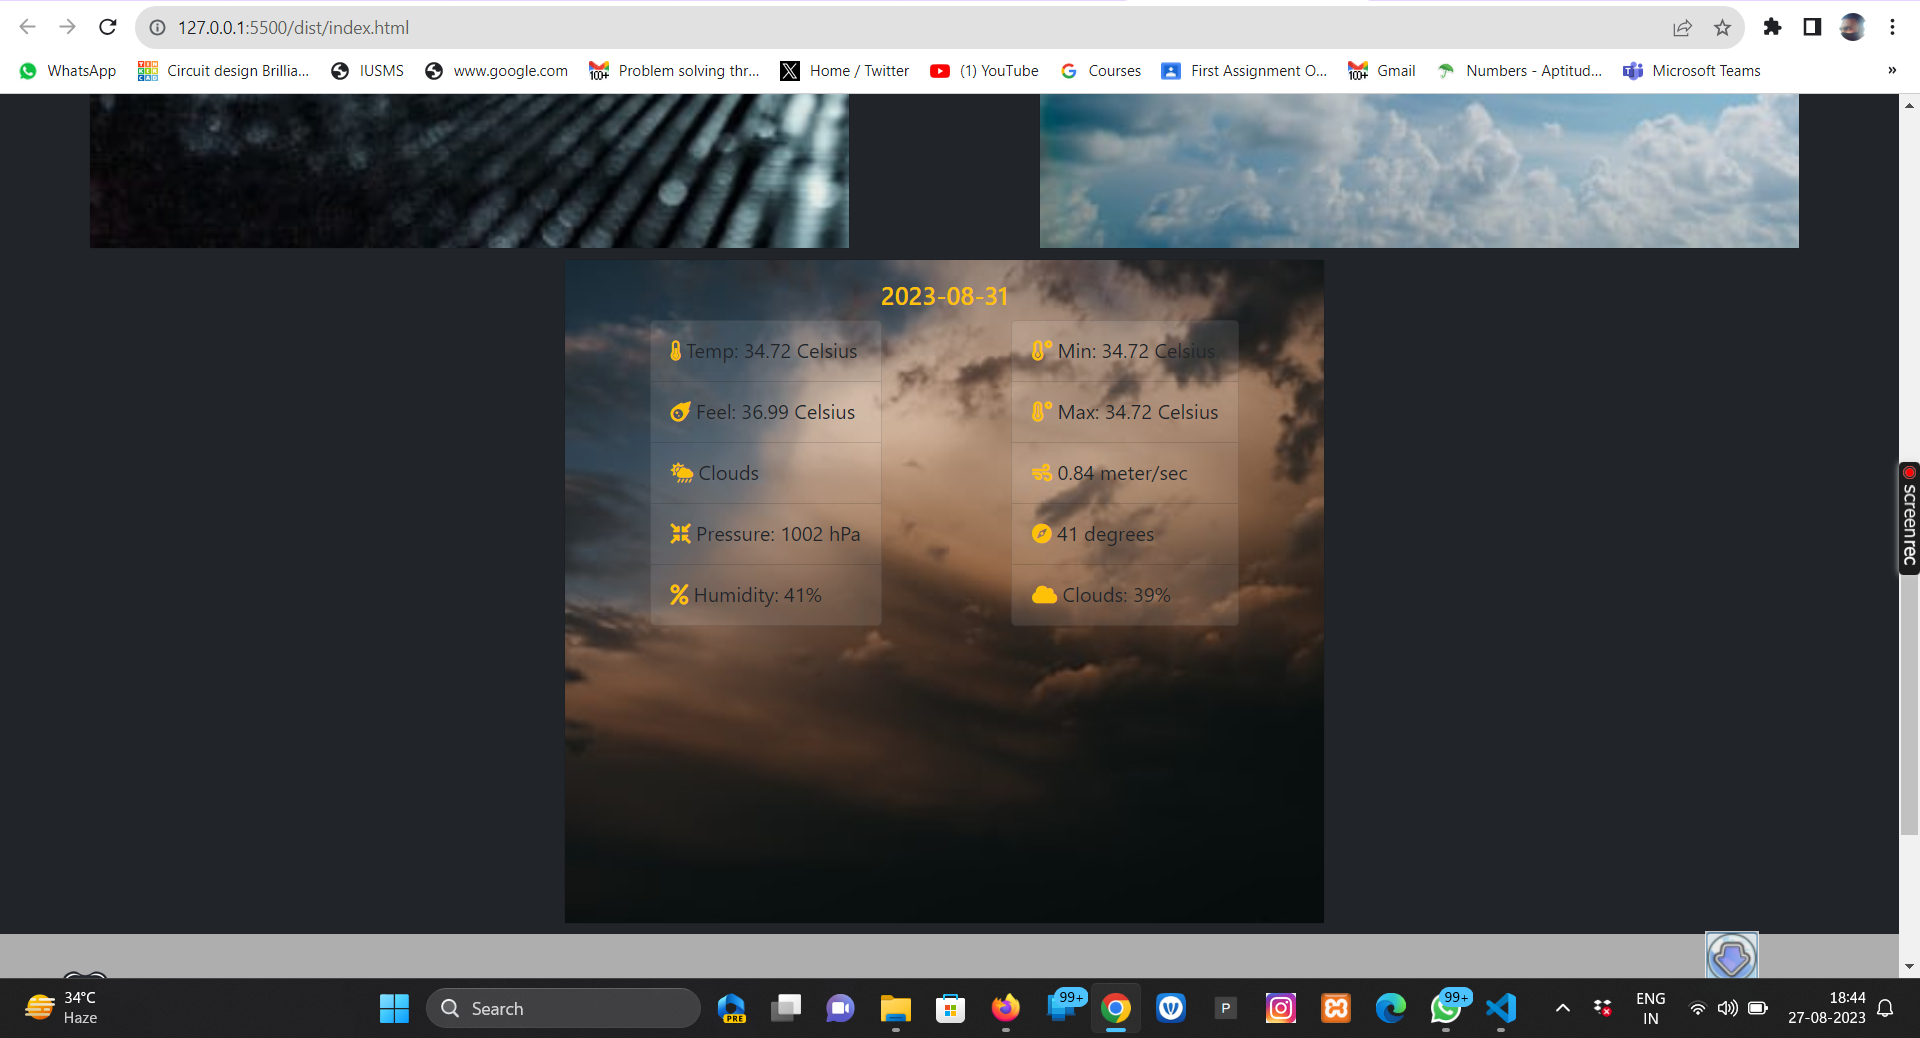 127.0.0.1:5500/dist/index.html
WhatsApp
Circuit design Brillia...
IUSMS
www.google.com
Problem solving thr...
Home / Twitter
(1) YouTube
Courses
First Assignment O...
Gmail
Numbers - Aptitud...
Microsoft Teams
»
2023-08-31
Temp: 34.72 Celsius
Min: 34.72 Celsius
Feel: 36.99 Celsius
Max: 34.72 Celsius
Clouds
0.84 meter/sec
Pressure: 1002 hPa
41 degrees
Humidity: 41%
Clouds: 39%
screenrec
34°C
Haze
Search
PRE
99+
P
99+
ENG
IN
18:44
27-08-2023